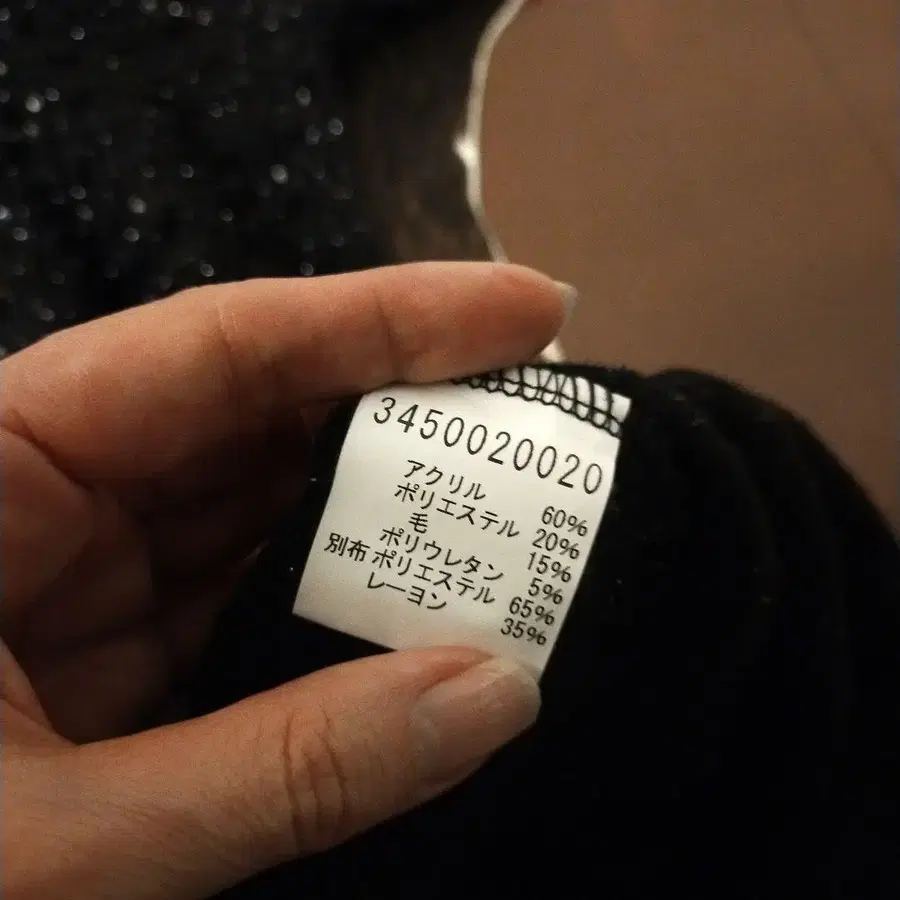 3450020020
アクリル 60%
ポリエステル 20%
毛 15%
ポリウレタン 5%
別布 ポリエステル 65%
レーヨン 35%